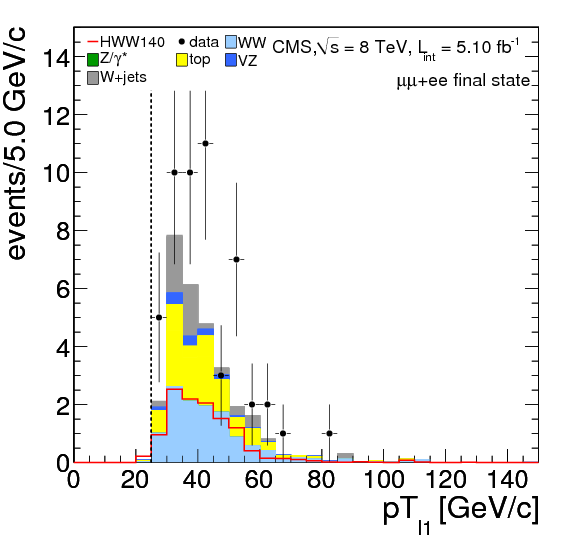 HWW140 data WW CMS,√s = 8 TeV, L_int = 5.10 fb⁻¹
Z/γ* top VZ
W+jets μμ+ee final state
events/5.0 GeV/c
14
12
10
8
6
4
2
0
0 20 40 60 80 100 120 140
pT_l1 [GeV/c]